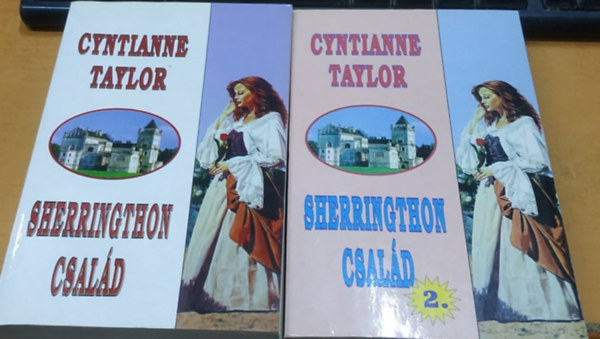 CYNTIANNE
TAYLOR
SHERRINGTHON
CSALÁD
CYNTIANNE
TAYLOR
SHERRINGTHON
CSALÁD
2.